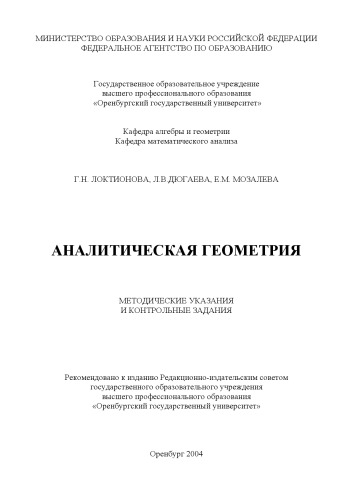 МИНИСТЕРСТВО ОБРАЗОВАНИЯ И НАУКИ РОССИЙСКОЙ ФЕДЕРАЦИИ
ФЕДЕРАЛЬНОЕ АГЕНТСТВО ПО ОБРАЗОВАНИЮ
Государственное образовательное учреждение
высшего профессионального образования
«Оренбургский государственный университет»
Кафедра алгебры и геометрии
Кафедра математического анализа
Г.Н. ЛОКТИОНОВА, Л.В.ДЮГАЕВА, Е.М. МОЗАЛЕВА
АНАЛИТИЧЕСКАЯ ГЕОМЕТРИЯ
МЕТОДИЧЕСКИЕ УКАЗАНИЯ
И КОНТРОЛЬНЫЕ ЗАДАНИЯ
Рекомендовано к изданию Редакционно-издательским советом
государственного образовательного учреждения
высшего профессионального образования
«Оренбургский государственный университет»
Оренбург 2004